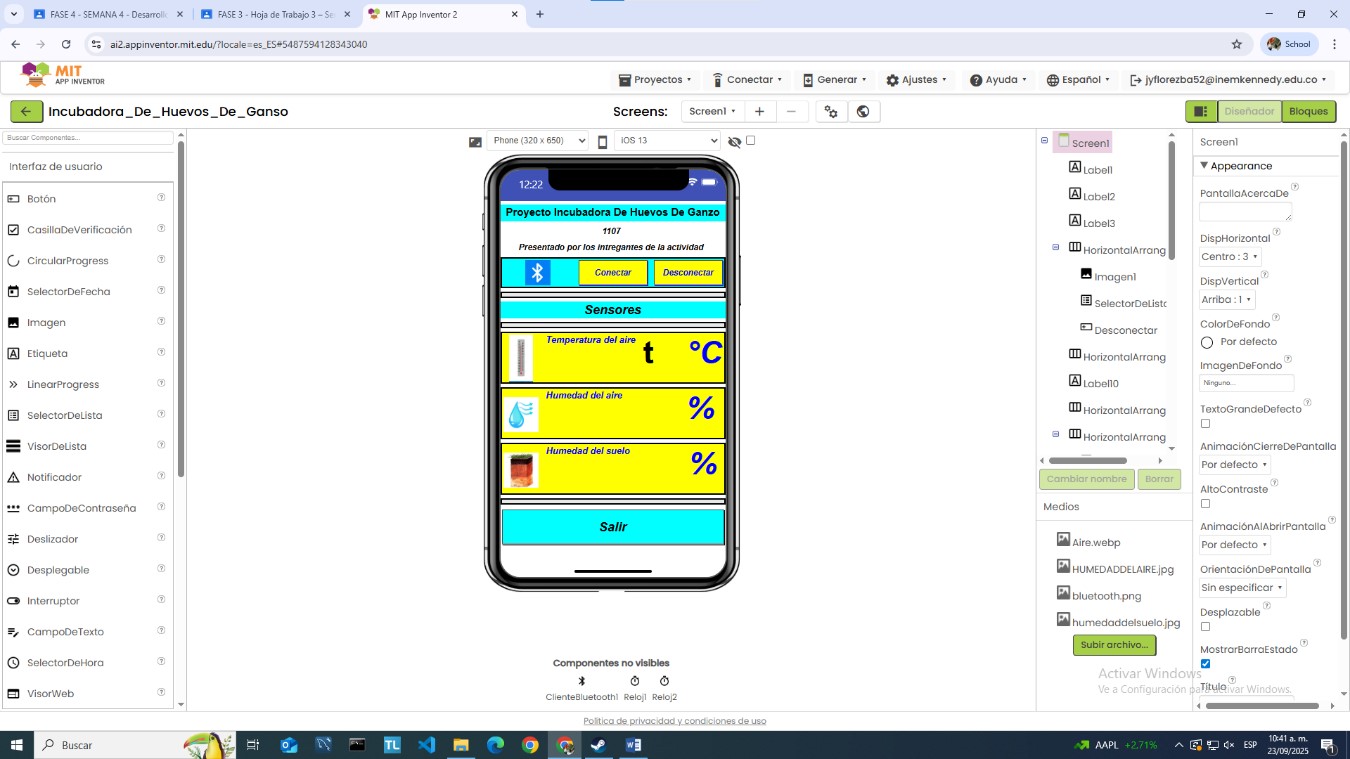 FASE 4 - SEMANA 4 - Desarroll
FASE 3 - Hoja de Trabajo 3 – Se
MIT App Inventor 2
ai2.appinventor.mit.edu/?locale=es_ES#5487594128343040
School
MIT
APP INVENTOR
Proyectos
Conectar
Generar
Ajustes
Ayuda
Español
jyflorezba52@inemkennedy.edu.co
Incubadora_De_Huevos_De_Ganso
Screens:
Screen1
Diseñador
Bloques
Buscar Componentes...
Interfaz de usuario
Botón
CasillaDeVerificación
CircularProgress
SelectorDeFecha
Imagen
Etiqueta
LinearProgress
SelectorDeLista
VisorDeLista
Notificador
CampoDeContraseña
Deslizador
Desplegable
Interruptor
CampoDeTexto
SelectorDeHora
VisorWeb
Phone (320 x 650)
iOS 13
12:22
Proyecto Incubadora De Huevos De Ganzo
1107
Presentado por los intregantes de la actividad
Conectar
Desconectar
Sensores
Temperatura del aire
t
°C
Humedad del aire
%
Humedad del suelo
%
Salir
Componentes no visibles
ClienteBluetooth1
Reloj1
Reloj2
Screen1
Label1
Label2
Label3
HorizontalArrang
Imagen1
SelectorDeListc
Desconectar
HorizontalArrang
Label10
HorizontalArrang
HorizontalArrang
Cambiar nombre
Borrar
Medios
Aire.webp
HUMEDADDELAIRE.jpg
bluetooth.png
humedaddelsuelo.jpg
Subir archivo...
Screen1
Appearance
PantallaAcercaDe
DispHorizontal
Centro : 3
DispVertical
Arriba : 1
ColorDeFondo
Por defecto
ImagenDeFondo
Ninguno...
TextoGrandeDefecto
AnimaciónCierreDePantalla
Por defecto
AltoContraste
AnimaciónAlAbrirPantalla
Por defecto
OrientaciónDePantalla
Sin especificar
Desplazable
MostrarBarraEstado
Título
Activar Windows
Ve a Configuración para activar Windows.
Política de privacidad y condiciones de uso
Buscar
TL
AAPL +2,71%
ESP
10:41 a. m.
23/09/2025
1